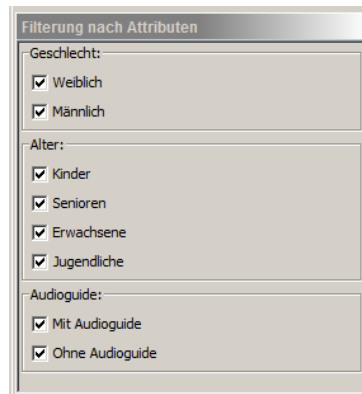 Filterung nach Attributen
Geschlecht:
Weiblich
Männlich
Alter:
Kinder
Senioren
Erwachsene
Jugendliche
Audioguide:
Mit Audioguide
Ohne Audioguide